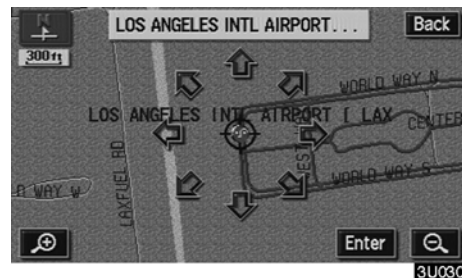 LOS ANGELES INTL AIRPORT...
Back
300ft
WORLD WAY N
LOS ANGELES INTL AIRPORT [ LAX
CENTER
LAXFUEL RD
WORLD WAY S
D WAY W
Enter
3U030